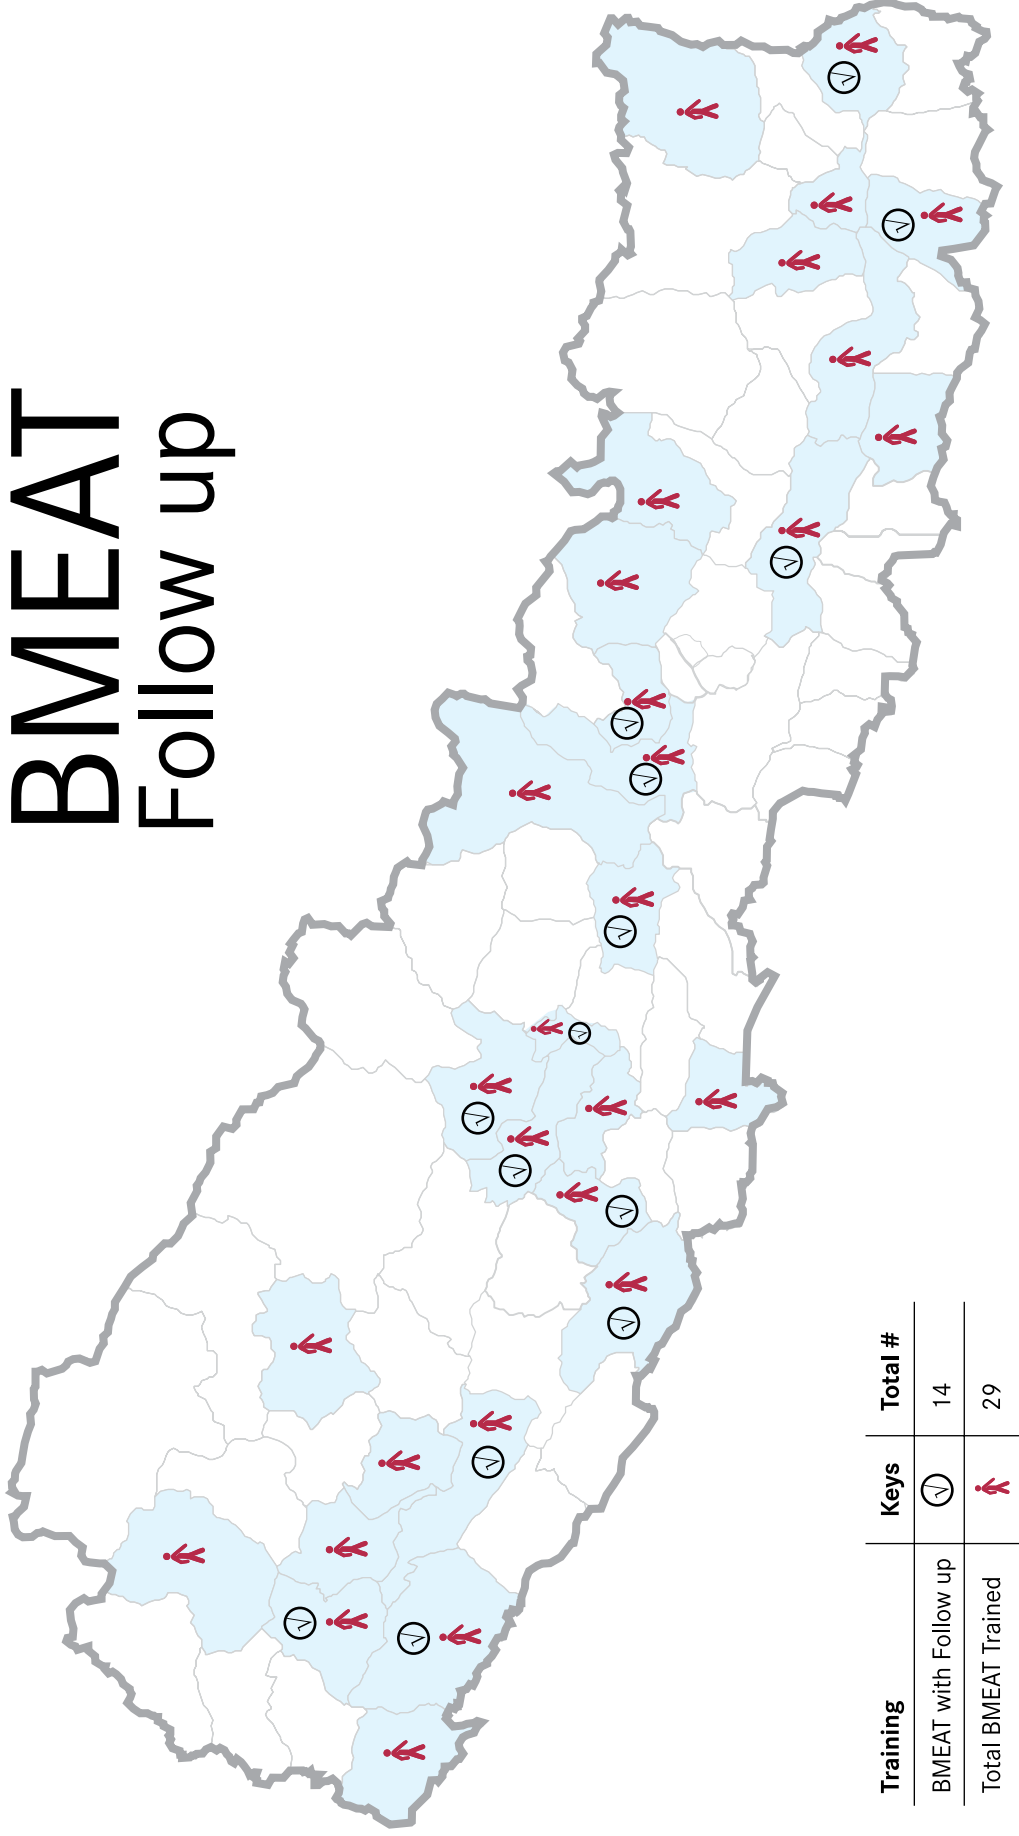 BMEAT
Follow up
Training Keys Total #
BMEAT with Follow up 14
Total BMEAT Trained 29